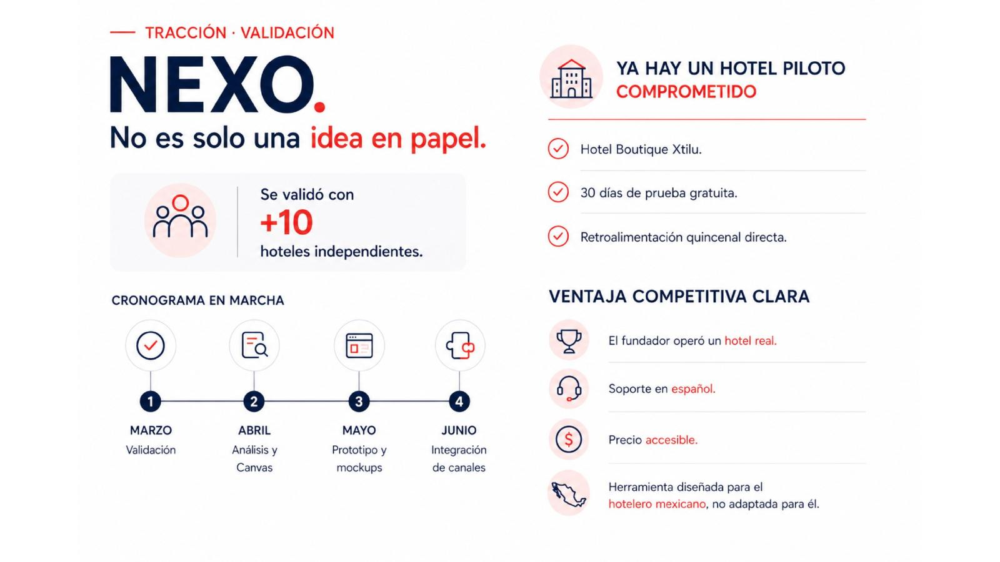 TRACCIÓN · VALIDACIÓN
NEXO.
No es solo una idea en papel.
Se validó con
+10
hoteles independientes.
CRONOGRAMA EN MARCHA
1
MARZO
Validación
2
ABRIL
Análisis y
Canvas
3
MAYO
Prototipo y
mockups
4
JUNIO
Integración
de canales
YA HAY UN HOTEL PILOTO
COMPROMETIDO
Hotel Boutique Xtilu.
30 días de prueba gratuita.
Retroalimentación quincenal directa.
VENTAJA COMPETITIVA CLARA
El fundador operó un hotel real.
Soporte en español.
$
Precio accesible.
Herramienta diseñada para el
hotelero mexicano, no adaptada para él.